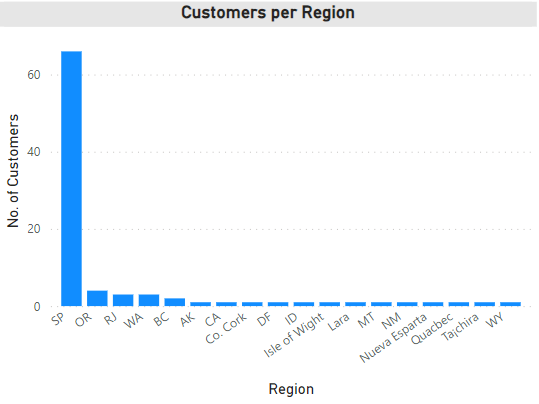 Customers per Region
No. of Customers
60
40
20
0
SP
OR
RJ
WA
BC
AK
CA
Co. Cork
DF
ID
Isle of Wight
Lara
MT
NM
Nueva Esparta
Quacbec
Tajchira
WY
Region